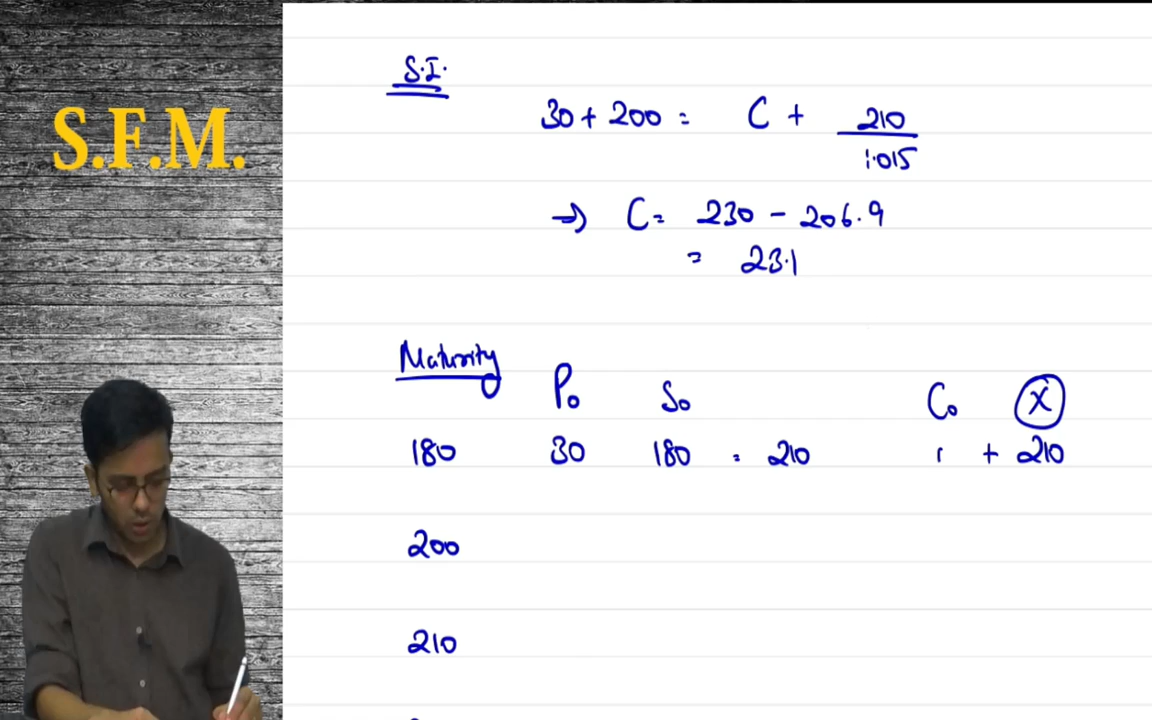 S.F.M.
S.I.
30 + 200 = C + 210
1.015
→) C = 230 - 206.9
= 23.1
Maturity
P₀ S₀ C₀ X
180 30 180 = 210 + 210
200
210